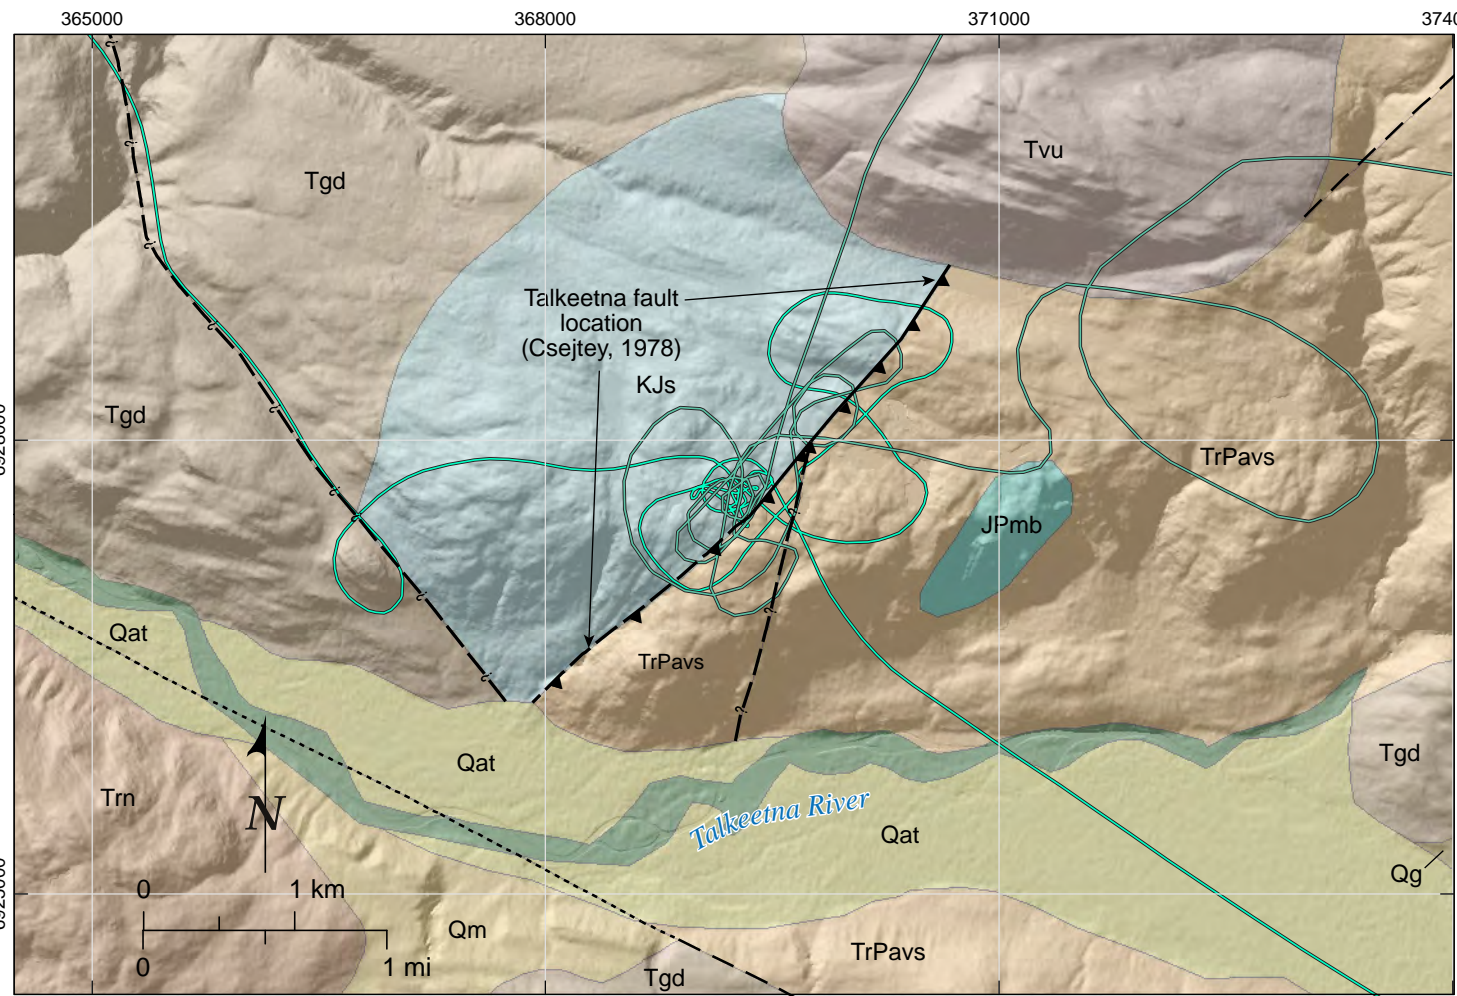 365000
368000
371000
Tvu
Tgd
Talkeetna fault
location
(Csejtey, 1978)
KJs
Tgd
TrPavs
JPmb
Qat
TrPavs
Tgd
Qat
Trn
N
Talkeetna River
Qat
Qg
0
1 km
Qm
TrPavs
0
1 mi
Tgd
?
?
?
?
?
?
?
?
?
?
?